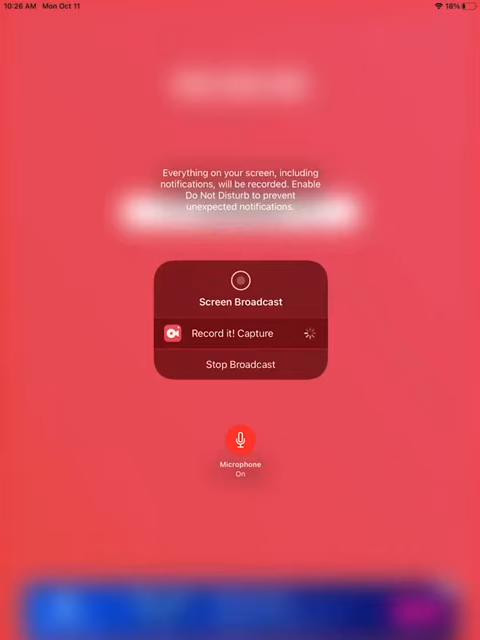 10:26 AM Mon Oct 11
18%
Everything on your screen, including
notifications, will be recorded. Enable
Do Not Disturb to prevent
unexpected notifications.
Screen Broadcast
Record it! Capture
Stop Broadcast
Microphone
On